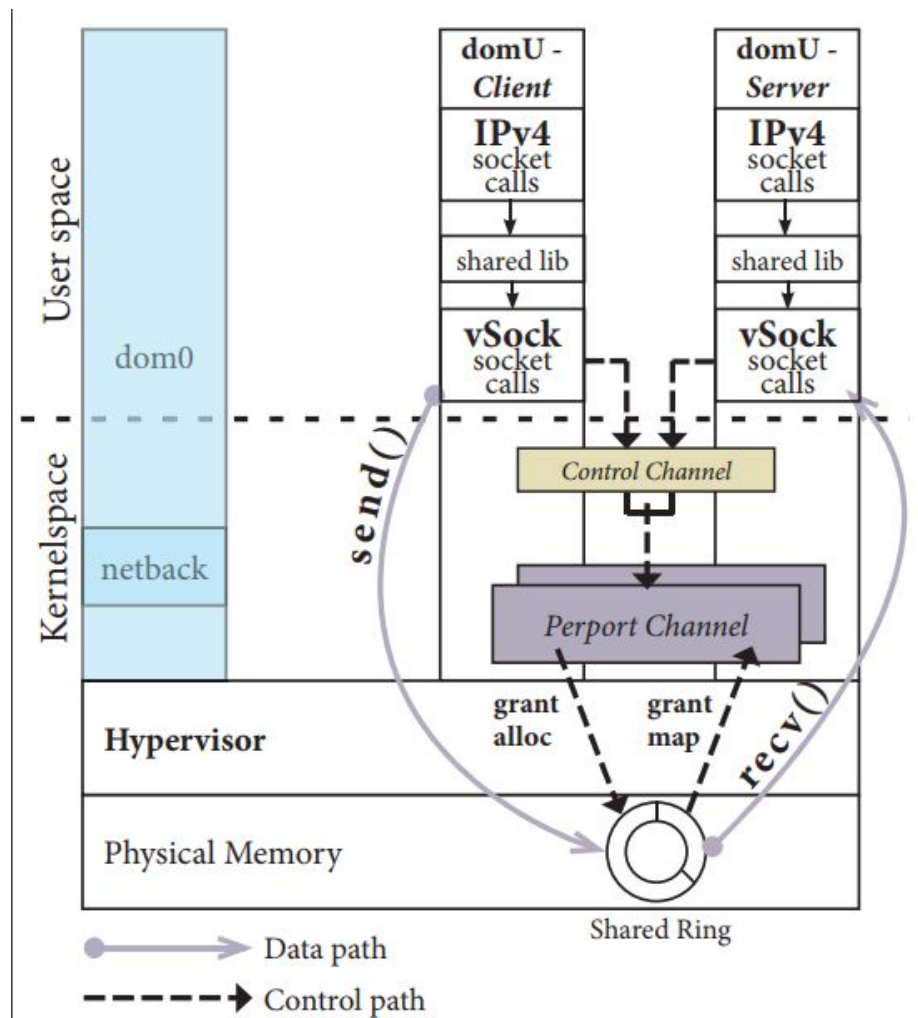 User space
Kernelspace
dom0
netback
domU -
Client
IPv4
socket
calls
shared lib
vSock
socket
calls
domU -
Server
IPv4
socket
calls
shared lib
vSock
socket
calls
send()
Control Channel
Perport Channel
grant
alloc
grant
map
recv()
Hypervisor
Physical Memory
Shared Ring
Data path
Control path